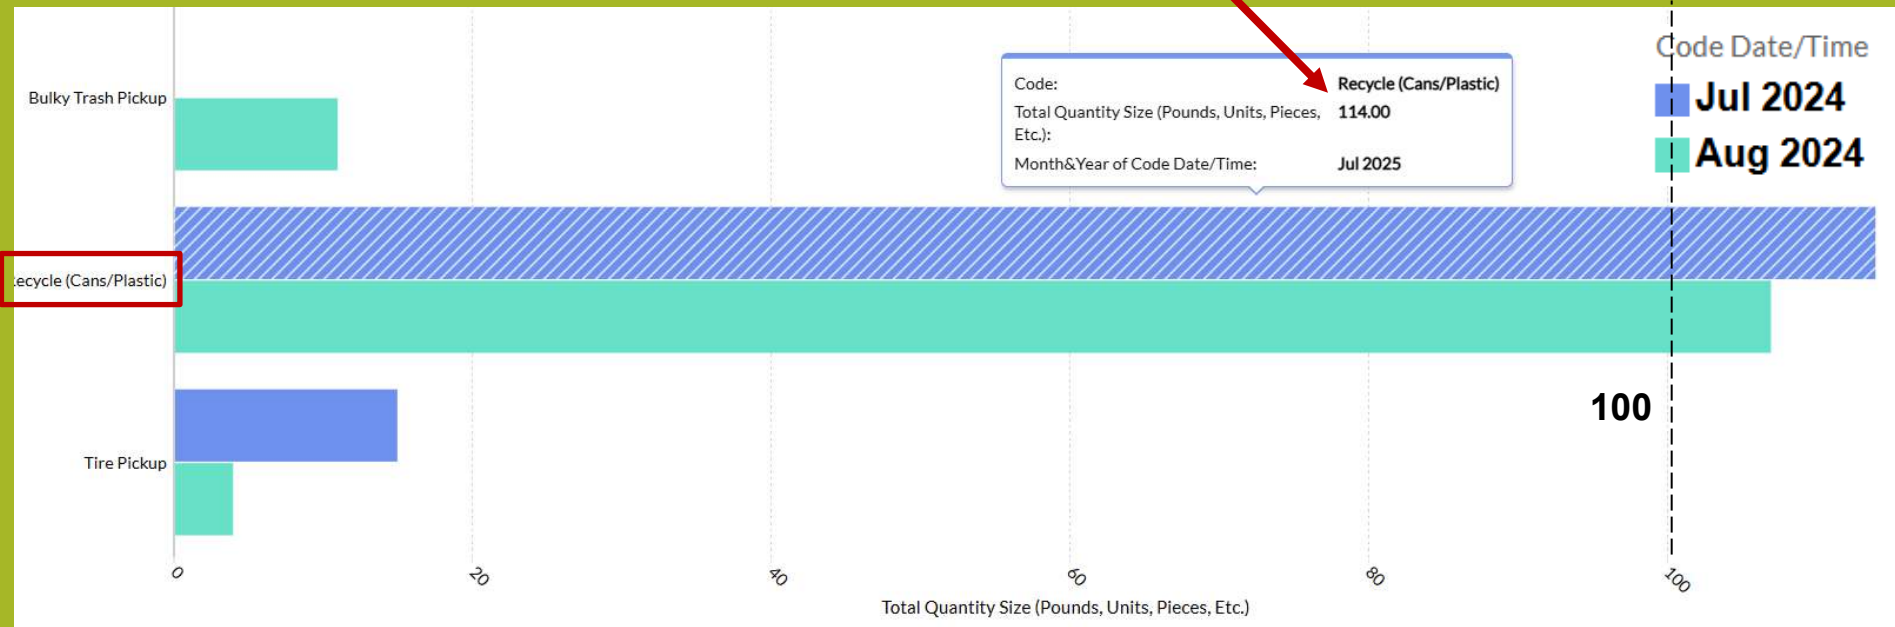 Code Date/Time
Jul 2024
Aug 2024
Code: Recycle (Cans/Plastic)
Total Quantity Size (Pounds, Units, Pieces, 114.00
Etc.):
Month&Year of Code Date/Time: Jul 2025
Bulky Trash Pickup
ecycle (Cans/Plastic)
Tire Pickup
100
0 20 40 60 80 100
Total Quantity Size (Pounds, Units, Pieces, Etc.)